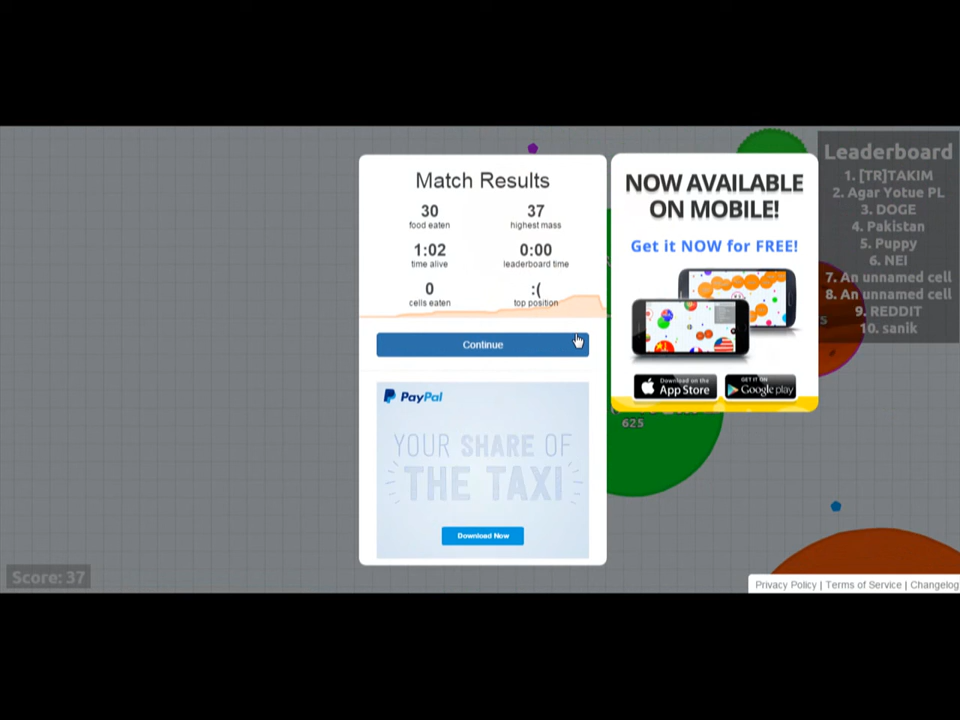 Match Results
30
food eaten
37
highest mass
1:02
time alive
0:00
leaderboard time
0
cells eaten
:(
top position
Continue
PayPal
YOUR SHARE OF
THE TAXI
Download Now
NOW AVAILABLE
ON MOBILE!
Get it NOW for FREE!
Download on the
App Store
GET IT ON
Google play
625
Leaderboard
1. [TR]TAKIM
2. Agar Yotue PL
3. DOGE
4. Pakistan
5. Puppy
6. NEI
7. An unnamed cell
8. An unnamed cell
9. REDDIT
10. sanik
Score: 37
Privacy Policy | Terms of Service | Changelog